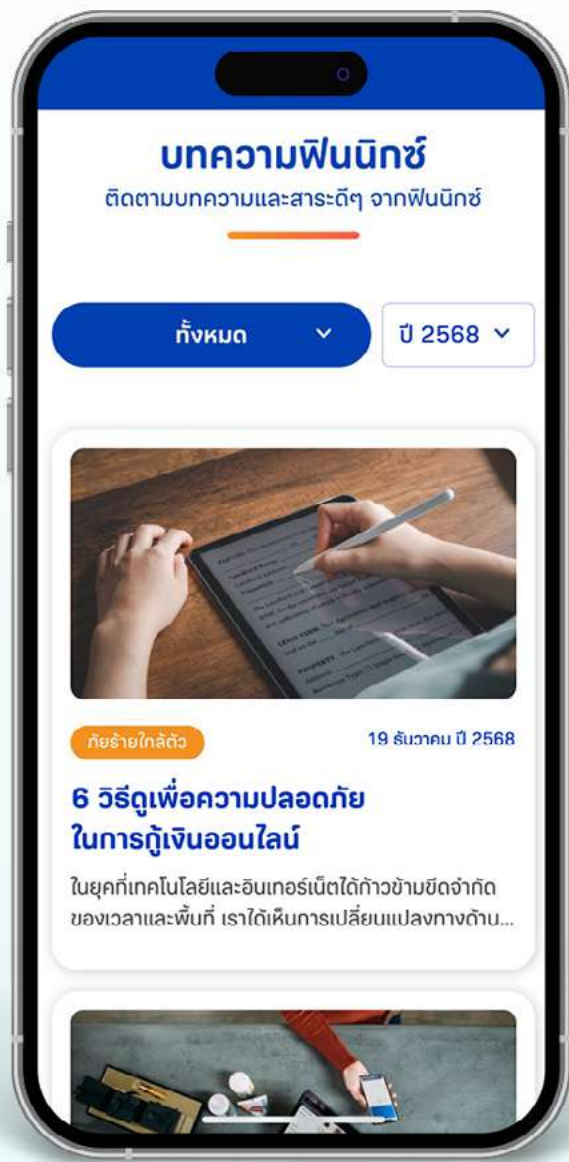 บทความฟินนิกซ์
ติดตามบทความและสาระดีๆ จากฟินนิกซ์
ทั้งหมด
ปี 2568
ภัยร้ายใกล้ตัว
19 ธันวาคม ปี 2568
6 วิธีดูเพื่อความปลอดภัย
ในการกู้เงินออนไลน์
ในยุคที่เทคโนโลยีและอินเทอร์เน็ตได้ก้าวข้ามขีดจำกัด
ของเวลาและพื้นที่ เราได้เห็นการเปลี่ยนแปลงทางด้าน...